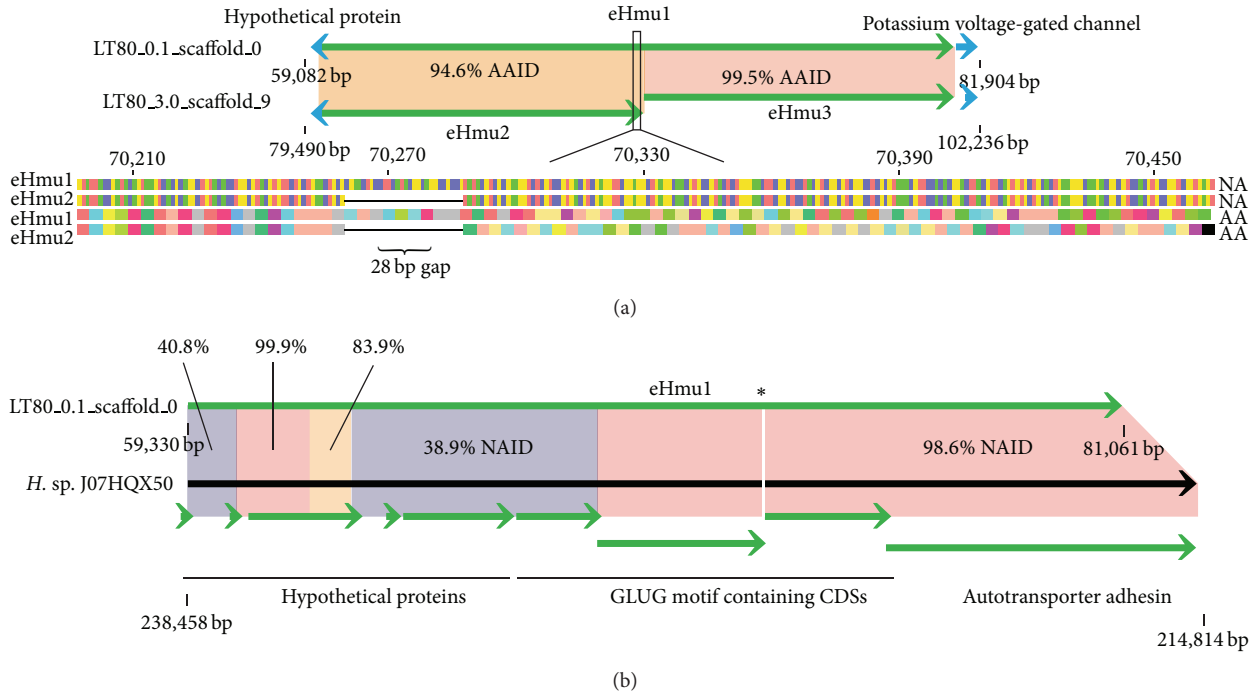 Hypothetical protein
eHmu1
Potassium voltage-gated channel
LT80_0.1_scaffold_0
59,082 bp
94.6% AAID
99.5% AAID
81,904 bp
LT80_3.0_scaffold_9
eHmu2
eHmu3
79,490 bp
102,236 bp
70,210
70,270
70,330
70,390
70,450
eHmu1
NA
eHmu2
NA
eHmu1
AA
eHmu2
AA
28 bp gap
(a)
40.8%
99.9%
83.9%
eHmu1
*
LT80_0.1_scaffold_0
59,330 bp
38.9% NAID
98.6% NAID
81,061 bp
H. sp. J07HQX50
Hypothetical proteins
GLUG motif containing CDSs
Autotransporter adhesin
238,458 bp
214,814 bp
(b)